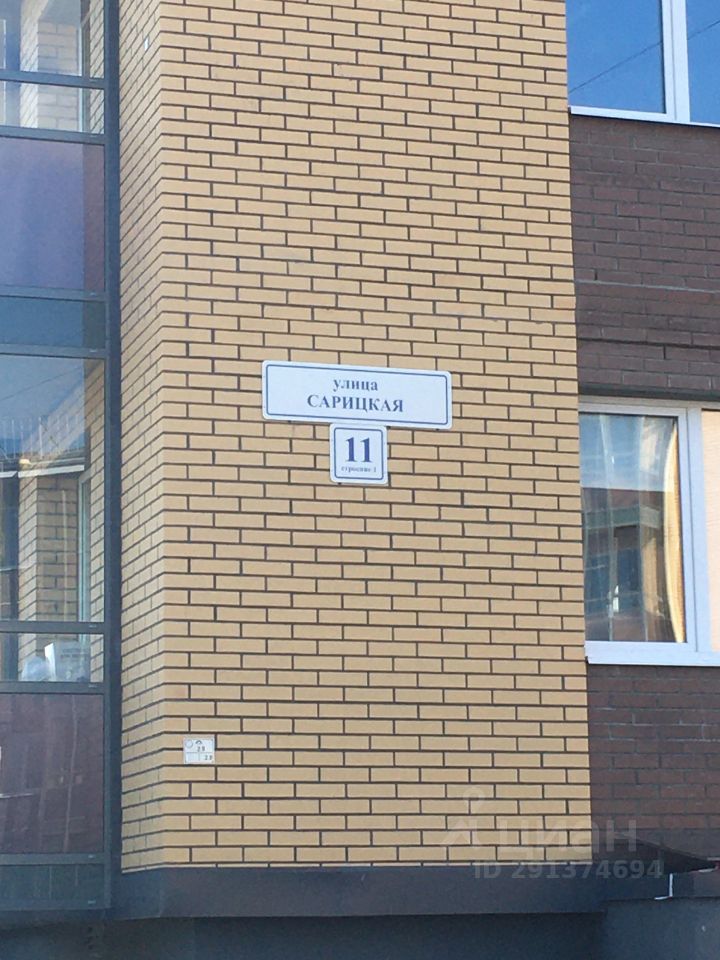 улица
САРИЦКАЯ
11
строение 1
циан
ID 291374694